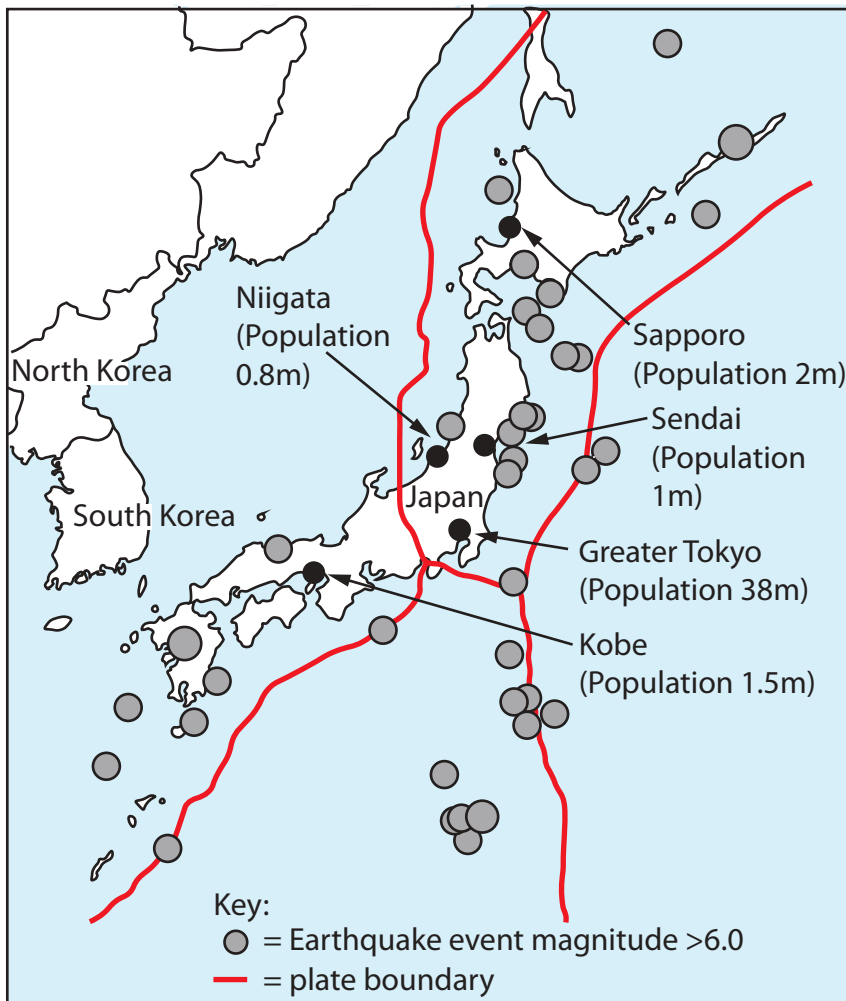 Niigata
(Population
0.8m)
North Korea
Sapporo
(Population 2m)
Sendai
(Population
1m)
Japan
South Korea
Greater Tokyo
(Population 38m)
Kobe
(Population 1.5m)
Key:
= Earthquake event magnitude >6.0
= plate boundary